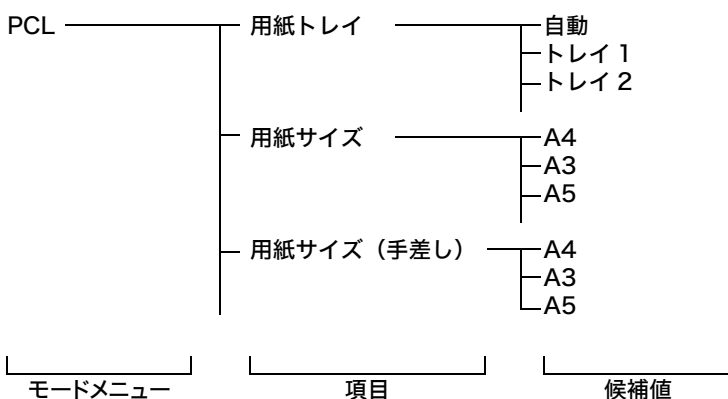 PCL 用紙トレイ 自動
トレイ 1
トレイ 2
用紙サイズ A4
A3
A5
用紙サイズ（手差し） A4
A3
A5
モードメニュー 項目 候補値